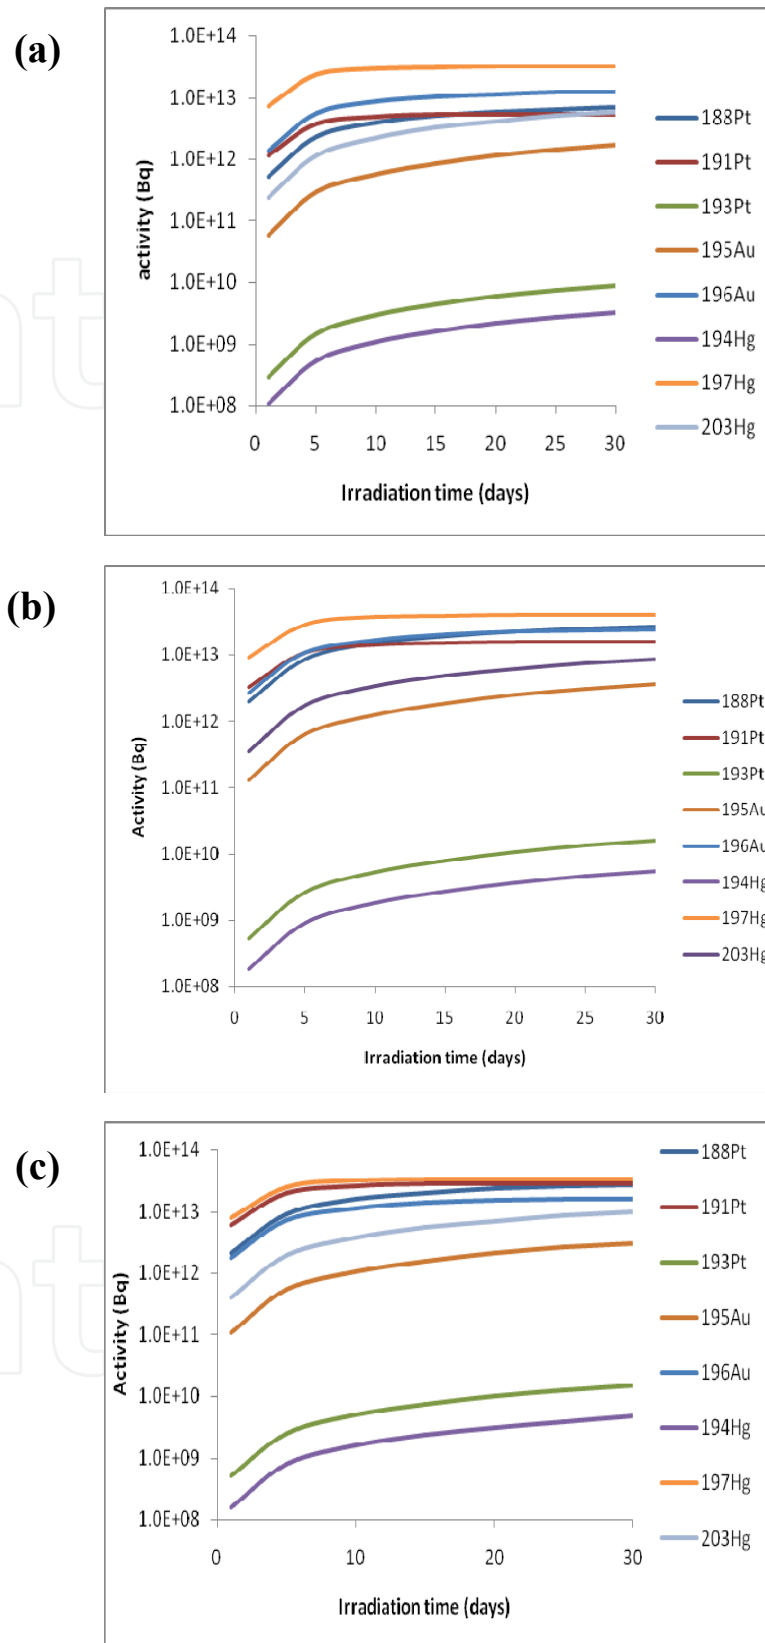 (a)
1.0E+14
1.0E+13
1.0E+12
1.0E+11
1.0E+10
1.0E+09
1.0E+08
activity (Bq)
0 5 10 15 20 25 30
Irradiation time (days)
188Pt
191Pt
193Pt
195Au
196Au
194Hg
197Hg
203Hg
(b)
1.0E+14
1.0E+13
1.0E+12
1.0E+11
1.0E+10
1.0E+09
1.0E+08
Activity (Bq)
0 5 10 15 20 25 30
Irradiation time (days)
188Pt
191Pt
193Pt
195Au
196Au
194Hg
197Hg
203Hg
(c)
1.0E+14
1.0E+13
1.0E+12
1.0E+11
1.0E+10
1.0E+09
1.0E+08
Activity (Bq)
0 10 20 30
Irradiation time (days)
188Pt
191Pt
193Pt
195Au
196Au
194Hg
197Hg
203Hg